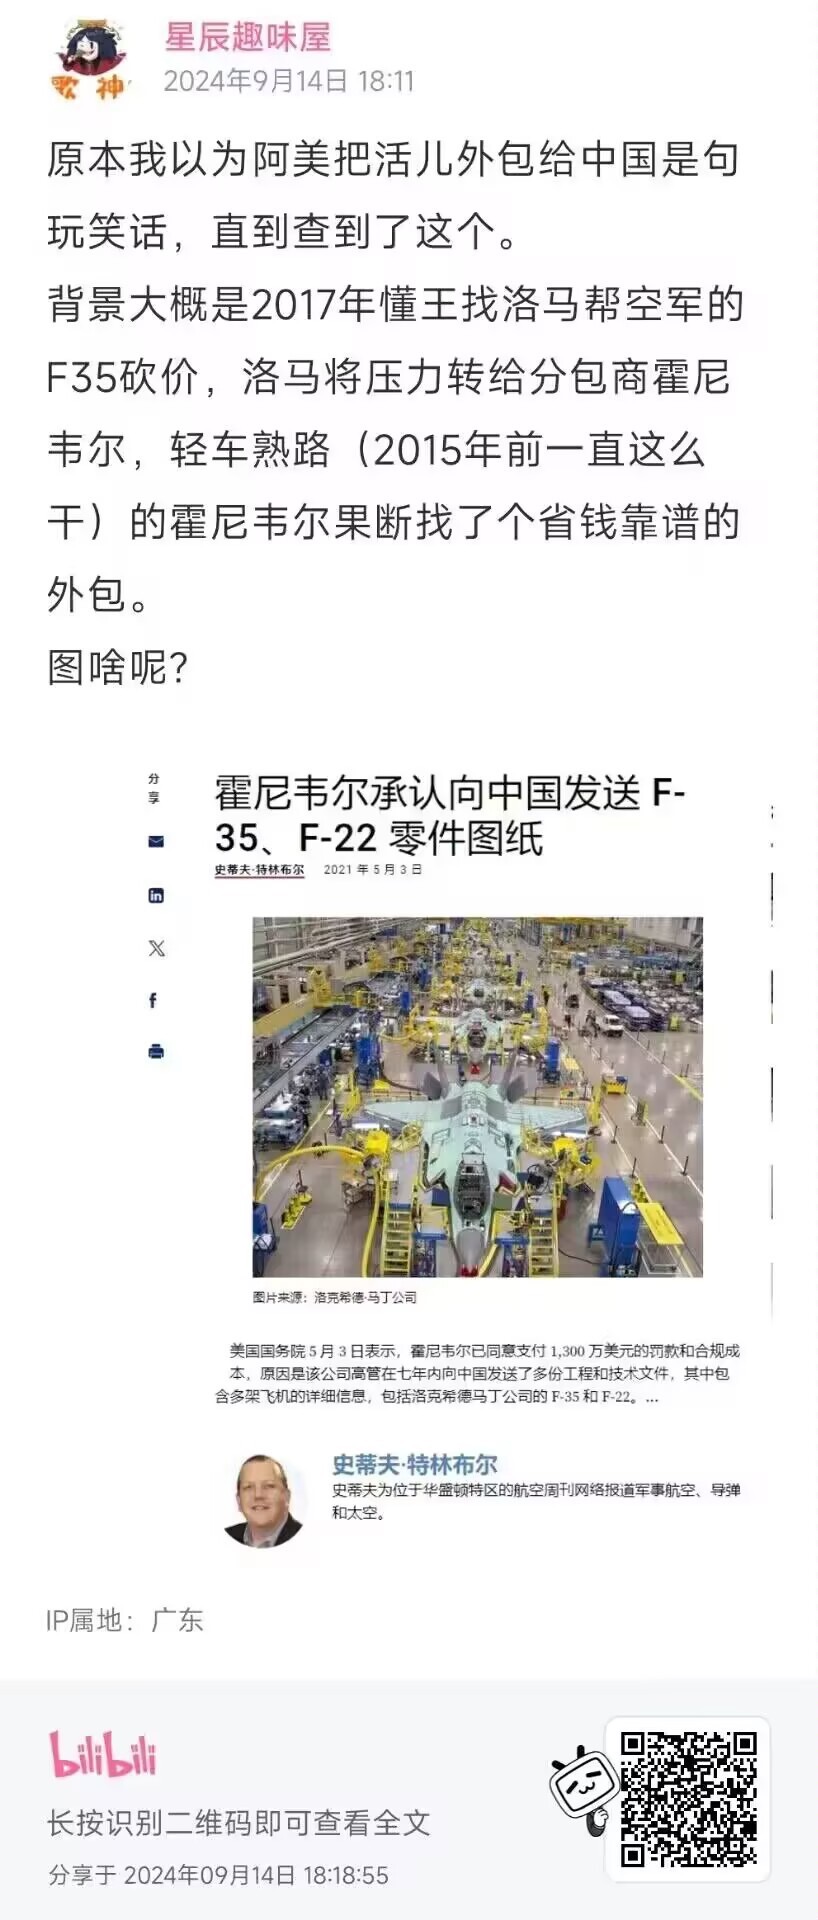 歌 神
星辰趣味屋
2024年9月14日 18:11
原本我以为阿美把活儿外包给中国是句
玩笑话，直到查到了这个。
背景大概是2017年懂王找洛马帮空军的
F35砍价，洛马将压力转给分包商霍尼
韦尔，轻车熟路（2015年前一直这么
干）的霍尼韦尔果断找了个省钱靠谱的
外包。
图啥呢?
分
享
霍尼韦尔承认向中国发送 F-
35、F-22 零件图纸
史蒂夫·特林布尔 2021 年 5 月 3 日
图片来源：洛克希德·马丁公司
美国国务院 5 月 3 日表示，霍尼韦尔已同意支付 1,300 万美元的罚款和合规成
本，原因是该公司高管在七年内向中国发送了多份工程和技术文件，其中包
含多架飞机的详细信息，包括洛克希德马丁公司的 F-35 和 F-22。...
史蒂夫·特林布尔
史蒂夫为位于华盛顿特区的航空周刊网络报道军事航空、导弹
和太空。
IP属地：广东
bilibili
长按识别二维码即可查看全文
分享于 2024年09月14日 18:18:55